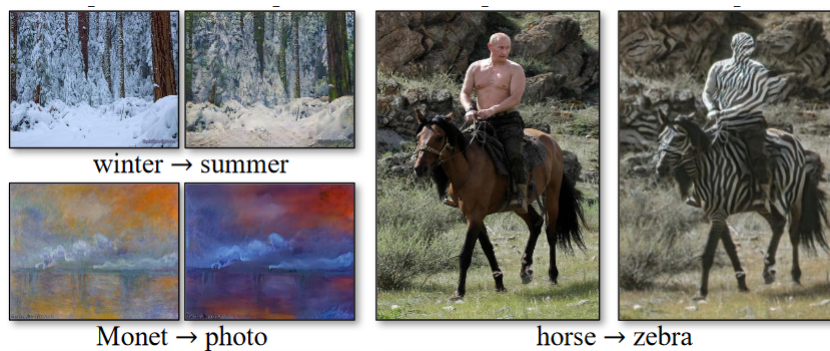 winter → summer
Monet → photo
horse → zebra